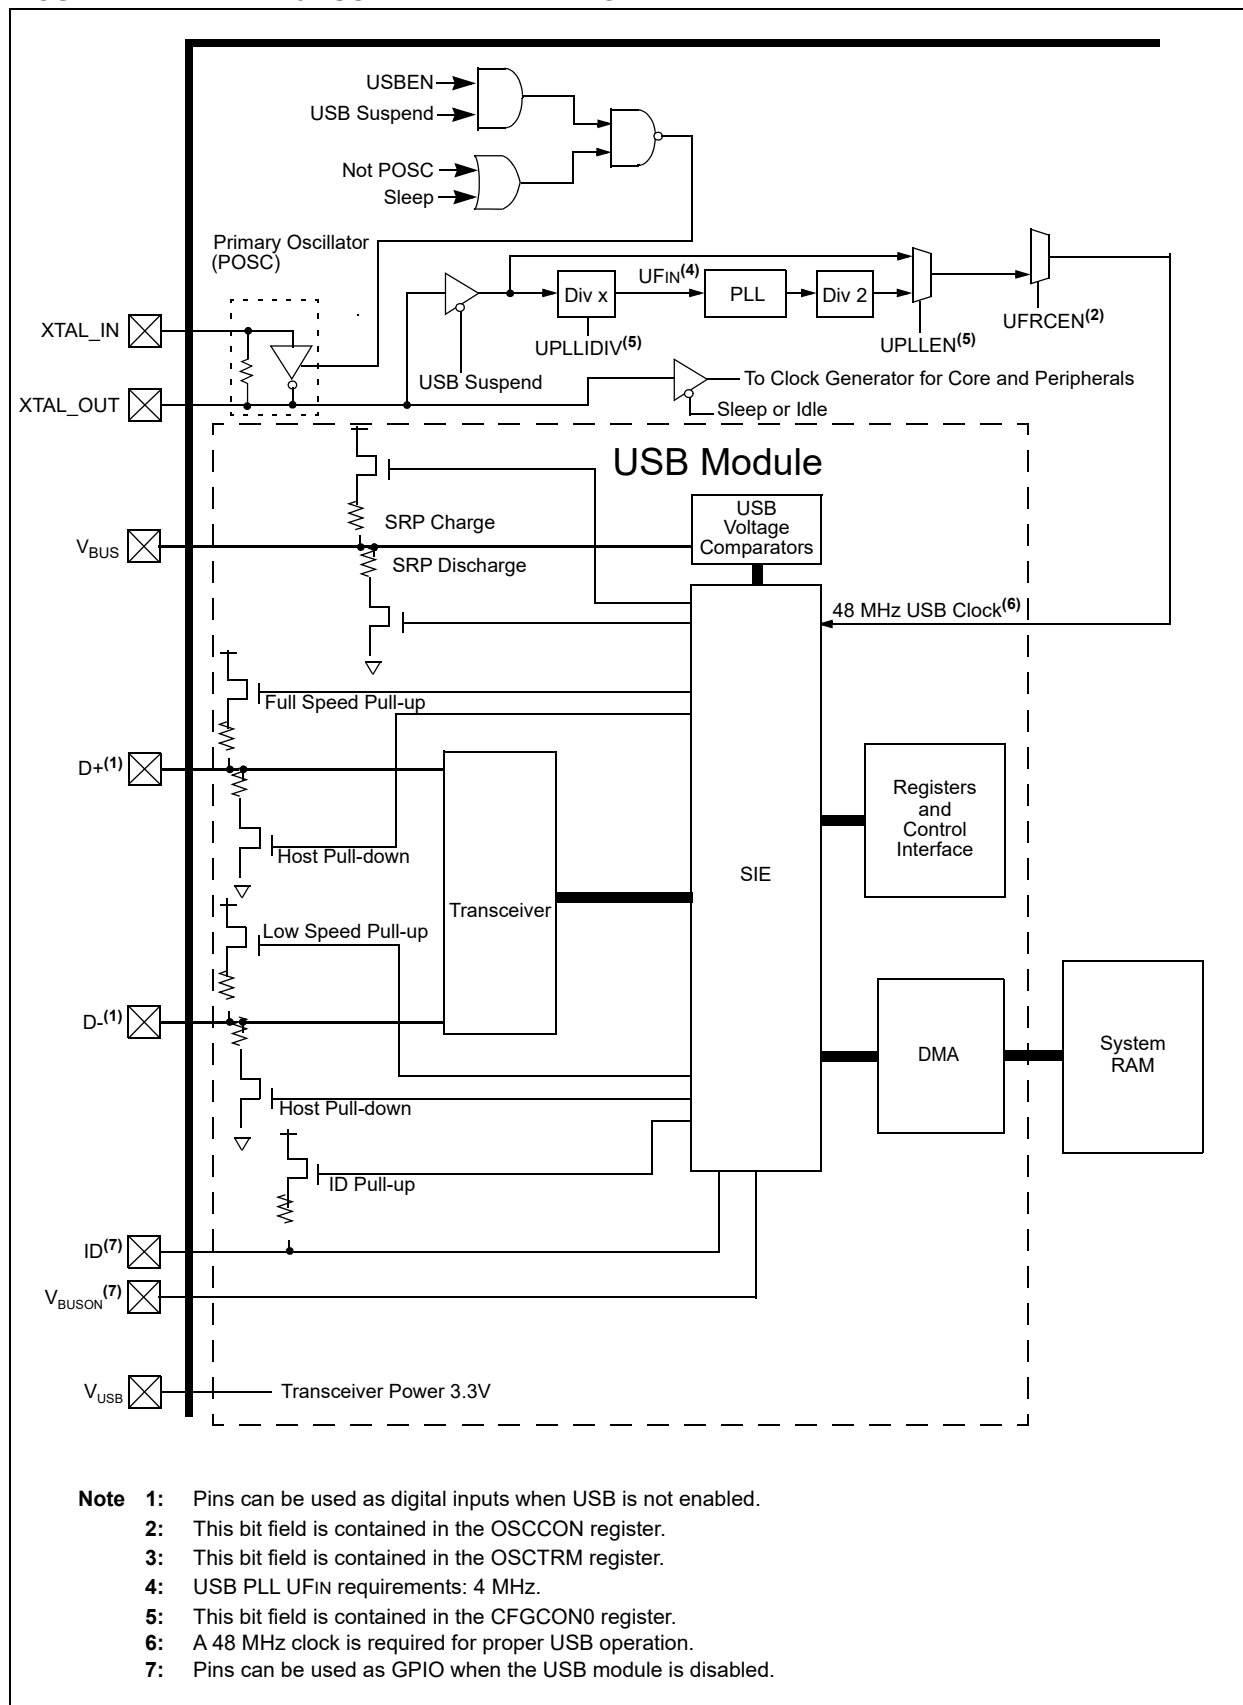 USBEN
USB Suspend
Not POSC
Sleep
Primary Oscillator
(POSC)
UFIN(4)
Div x
PLL
Div 2
UFRCEN(2)
XTAL_IN
UPLLIDIV(5)
UPLLEN(5)
USB Suspend
To Clock Generator for Core and Peripherals
XTAL_OUT
Sleep or Idle
USB Module
USB
Voltage
Comparators
SRP Charge
VBUS
SRP Discharge
48 MHz USB Clock(6)
Full Speed Pull-up
D+(1)
Registers
and
Control
Interface
Host Pull-down
SIE
Transceiver
Low Speed Pull-up
D-(1)
DMA
System
RAM
Host Pull-down
ID Pull-up
ID(7)
VBUSON(7)
VUSB
Transceiver Power 3.3V
Note 1: Pins can be used as digital inputs when USB is not enabled.
2: This bit field is contained in the OSCCON register.
3: This bit field is contained in the OSCTRM register.
4: USB PLL UFIN requirements: 4 MHz.
5: This bit field is contained in the CFGCON0 register.
6: A 48 MHz clock is required for proper USB operation.
7: Pins can be used as GPIO when the USB module is disabled.